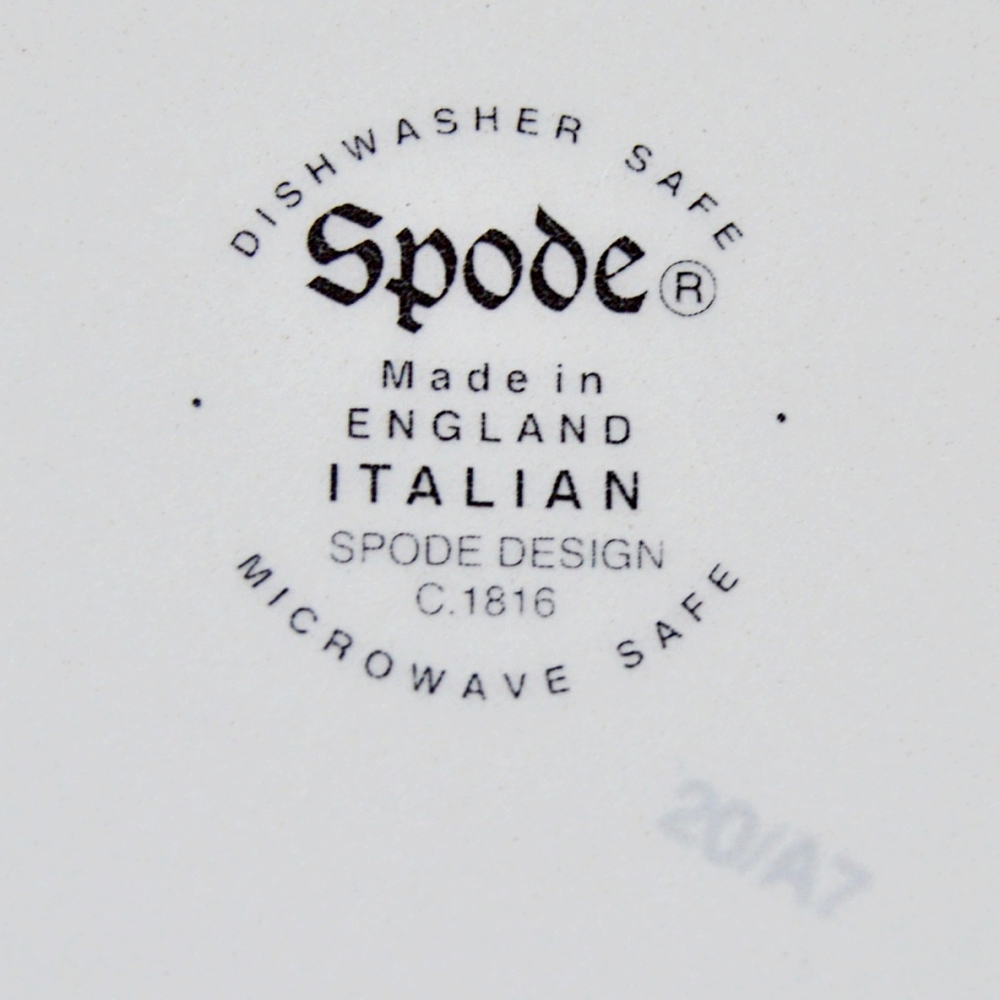 DISHWASHER SAFE
Spode®
Made in
ENGLAND
ITALIAN
SPODE DESIGN
C.1816
MICROWAVE SAFE
20/A7